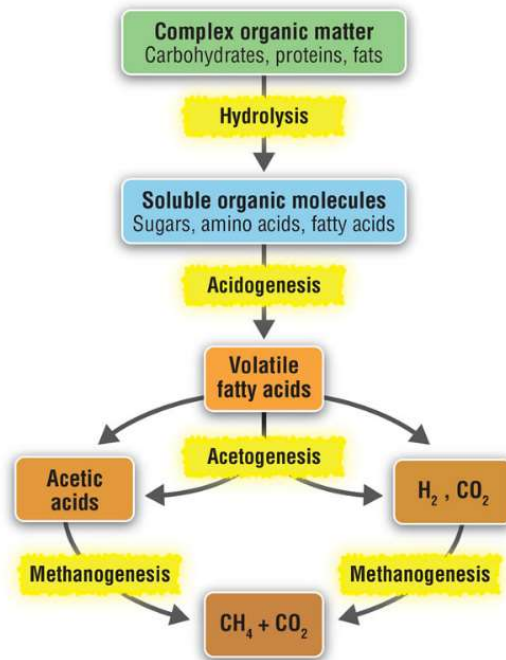 Complex organic matter
Carbohydrates, proteins, fats
Hydrolysis
Soluble organic molecules
Sugars, amino acids, fatty acids
Acidogenesis
Volatile
fatty acids
Acetogenesis
Acetic
acids
H₂ , CO₂
Methanogenesis
Methanogenesis
CH₄ + CO₂